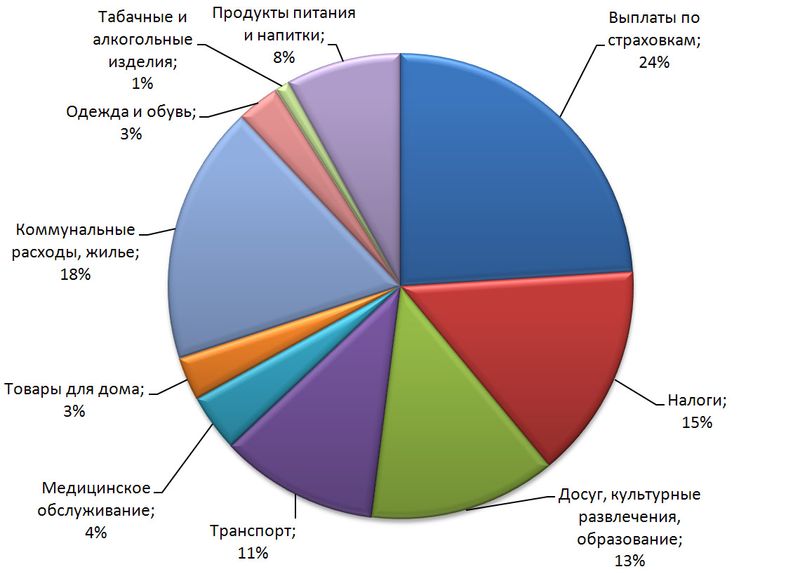 Выплаты по
страховкам;
24%
Налоги;
15%
Досуг, культурные
развлечения,
образование;
13%
Транспорт;
11%
Медицинское
обслуживание;
4%
Товары для дома;
3%
Коммунальные
расходы, жилье;
18%
Одежда и обувь;
3%
Табачные и
алкогольные
изделия;
1%
Продукты питания
и напитки;
8%